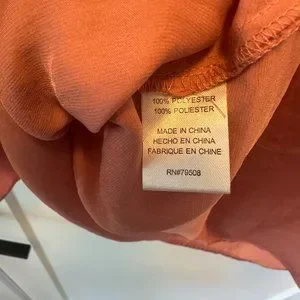 100% POLYESTER
100% POLIESTER
MADE IN CHINA
HECHO EN CHINA
FABRIQUE EN CHINE
RN#79508